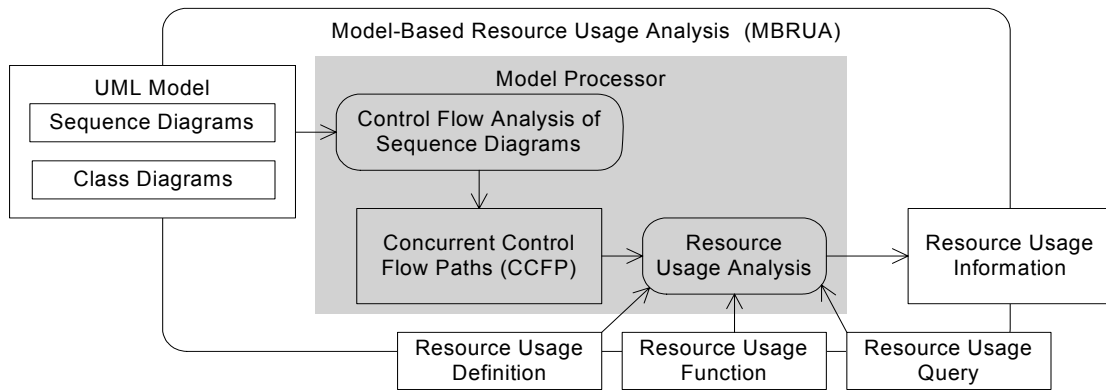 Model-Based Resource Usage Analysis (MBRUA)
UML Model
Sequence Diagrams
Class Diagrams
Model Processor
Control Flow Analysis of
Sequence Diagrams
Concurrent Control
Flow Paths (CCFP)
Resource
Usage Analysis
Resource Usage
Information
Resource Usage
Definition
Resource Usage
Function
Resource Usage
Query